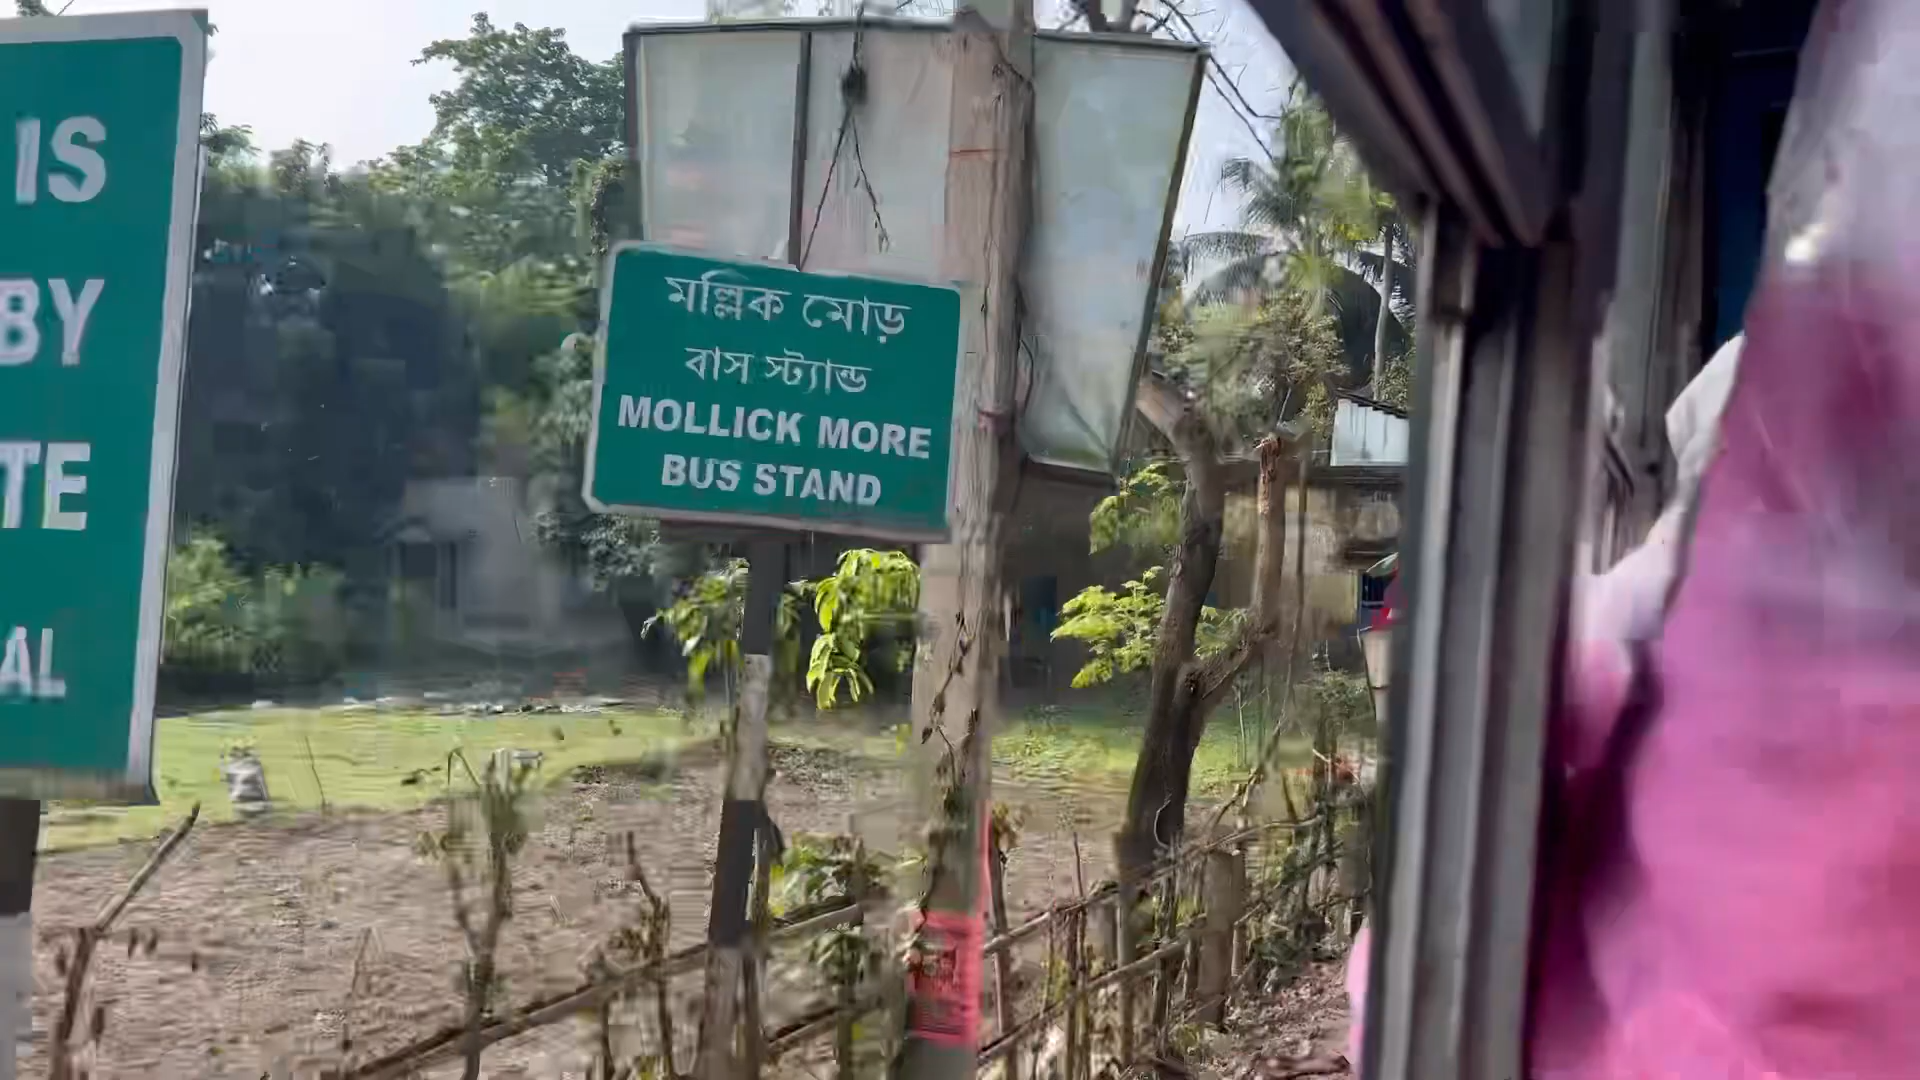 IS
BY
TE
AL
মল্লিক মোড়
বাস স্ট্যান্ড
MOLLICK MORE
BUS STAND